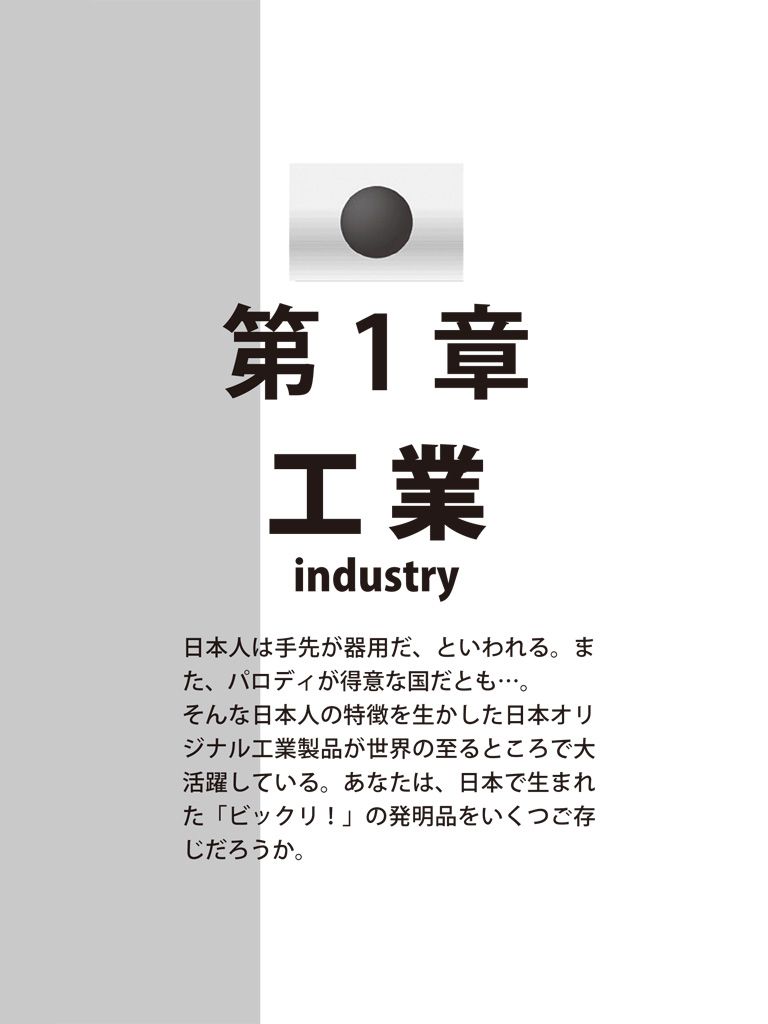 第1章
工業
industry
日本人は手先が器用だ、といわれる。ま
た、パロディが得意な国だとも…。
そんな日本人の特徴を生かした日本オリ
ジナル工業製品が世界の至るところで大
活躍している。あなたは、日本で生まれ
た「ビックリ！」の発明品をいくつご存
じだろうか。